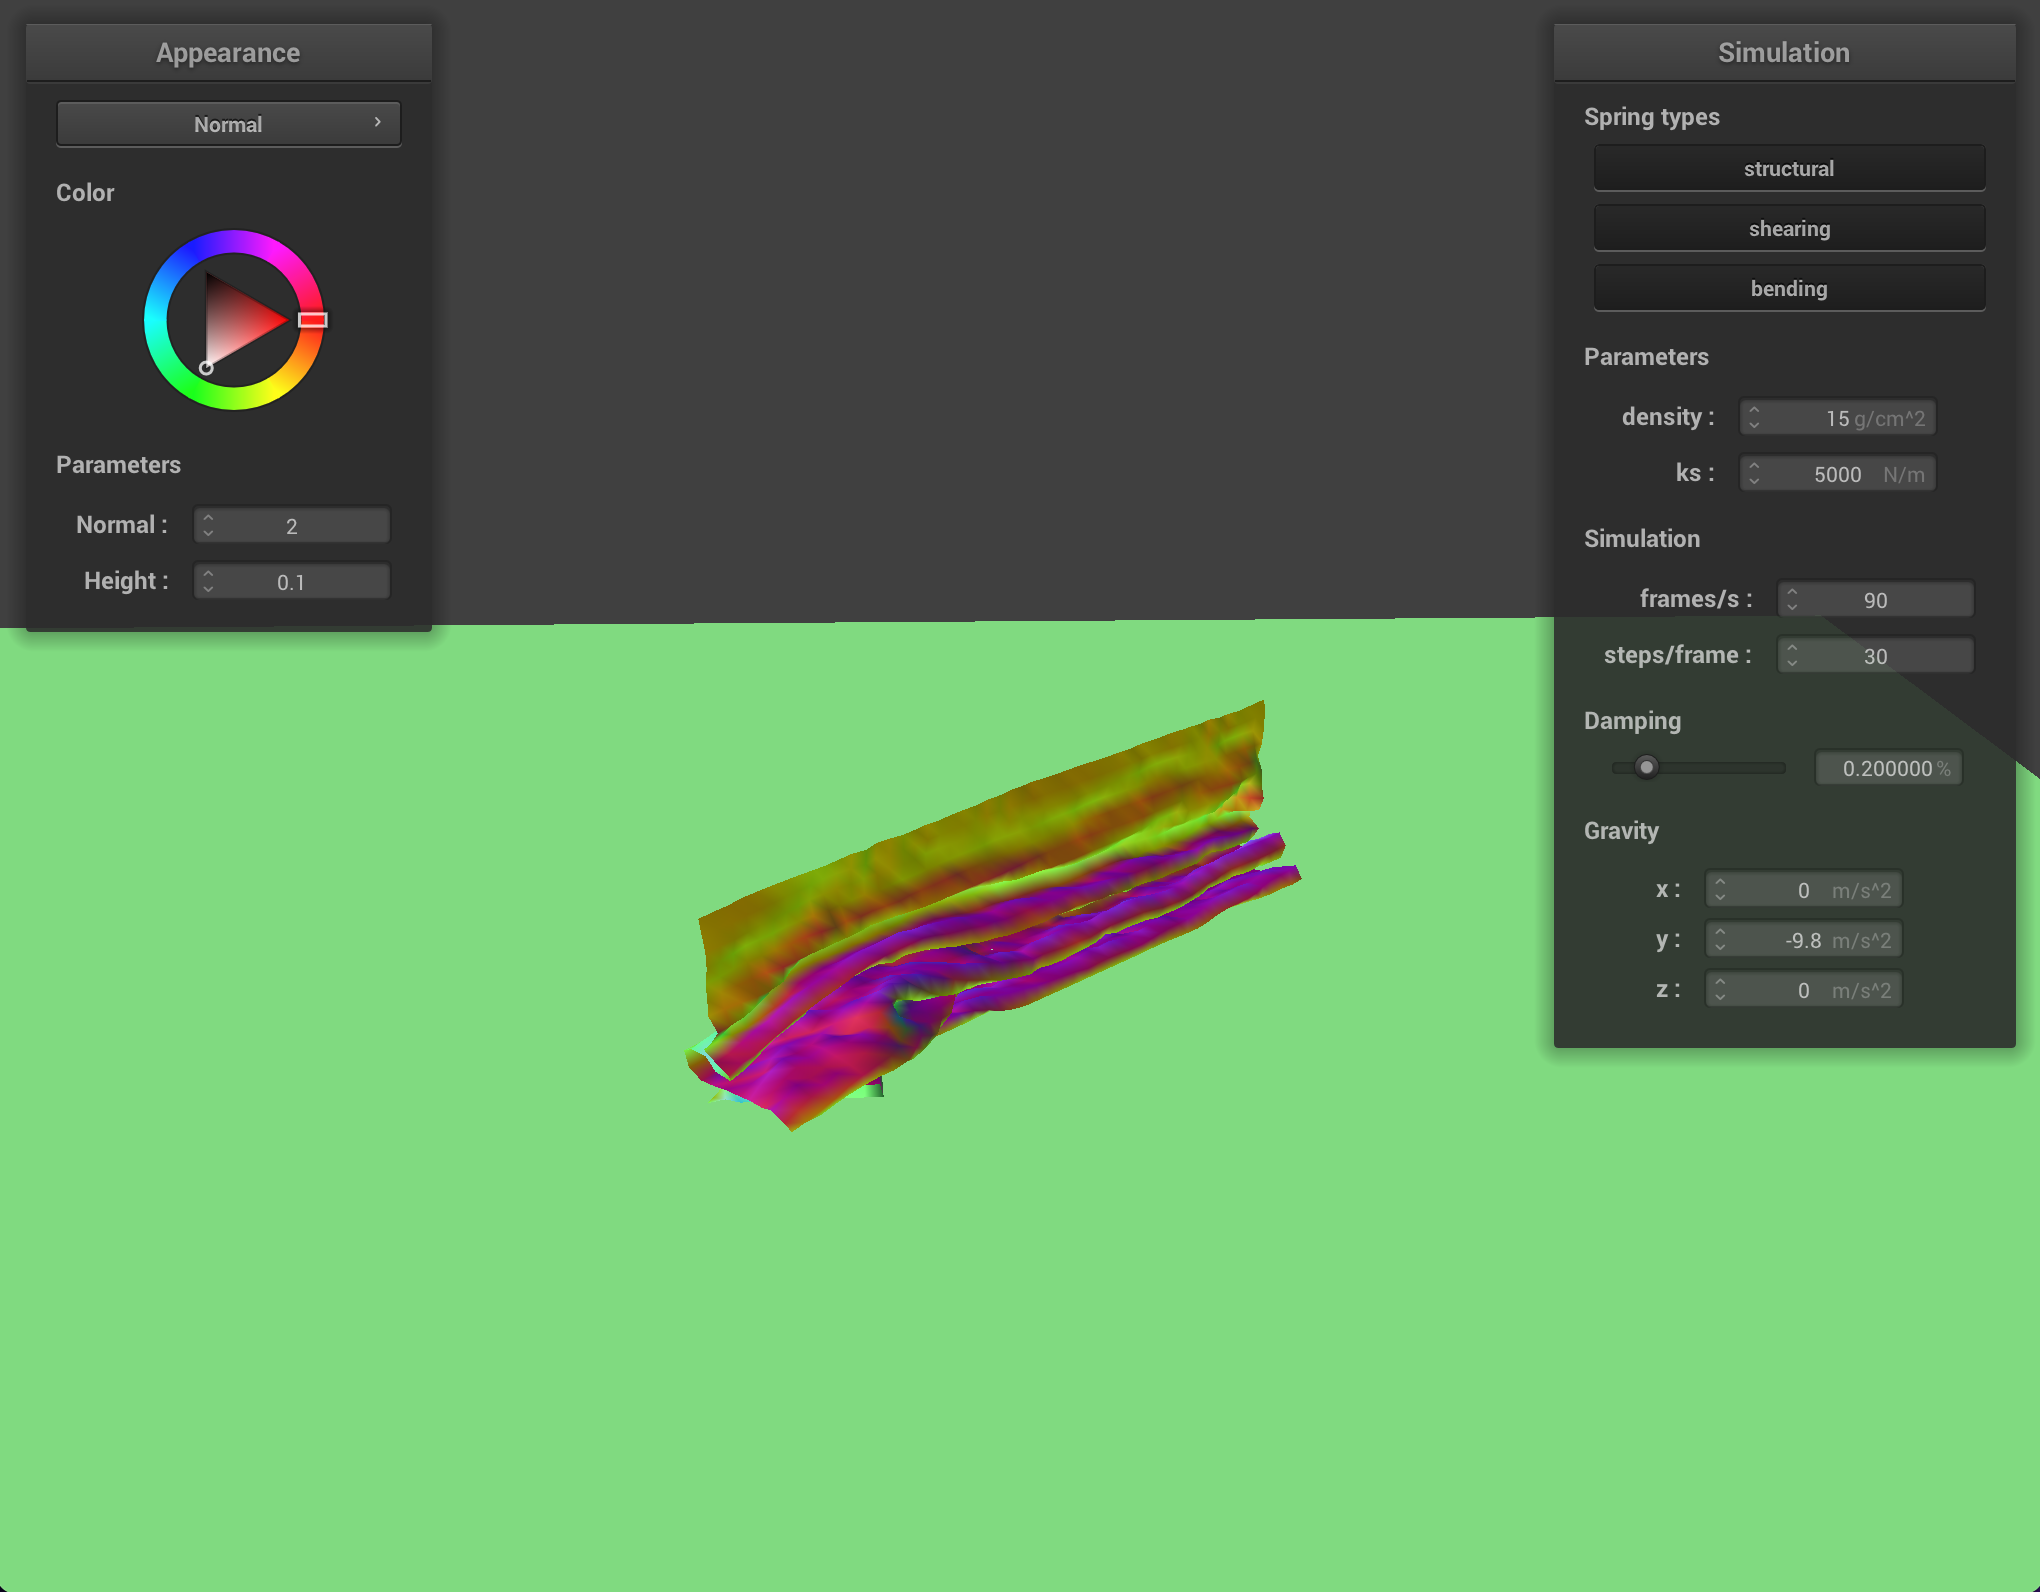 Appearance
Normal
Color
Parameters
Normal : 2
Height : 0.1
Simulation
Spring types
structural
shearing
bending
Parameters
density : 15 g/cm^2
ks : 5000 N/m
Simulation
frames/s : 90
steps/frame : 30
Damping
0.200000 %
Gravity
x : 0 m/s^2
y : -9.8 m/s^2
z : 0 m/s^2